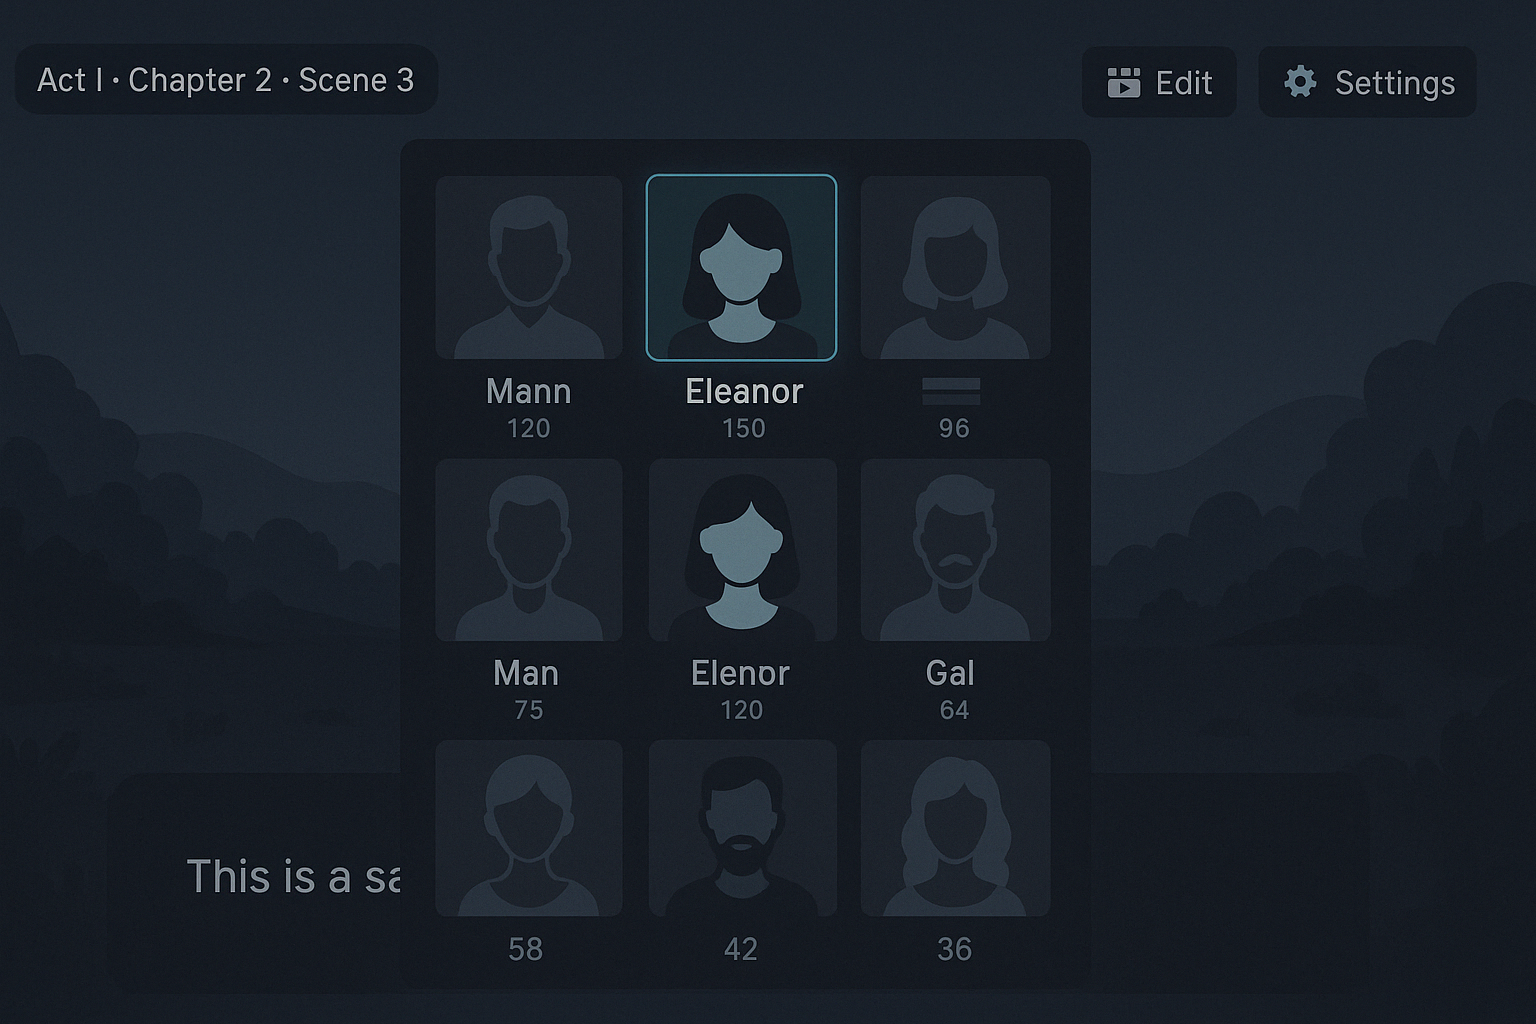 Act I · Chapter 2 · Scene 3
Edit
Settings
Mann
Eleanor
120
150
96
Man
Elenor
Gal
75
120
64
This is a
58
42
36